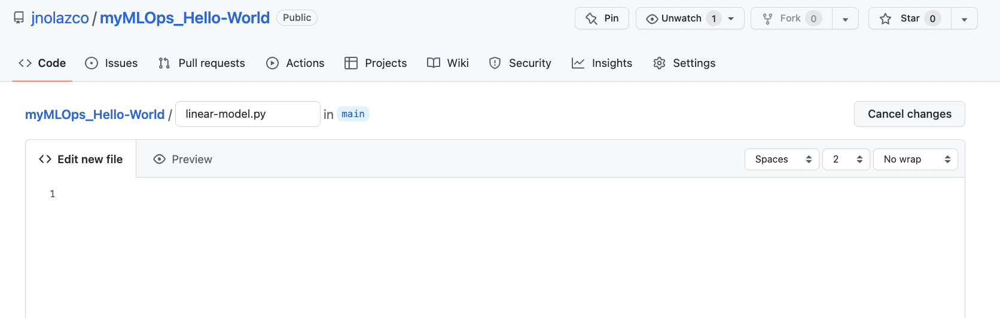 jnolazco / myMLOps_Hello-World Public Pin Unwatch 1 Fork 0 Star 0
Code Issues Pull requests Actions Projects Wiki Security Insights Settings
myMLOps_Hello-World / linear-model.py in main Cancel changes
Edit new file Preview Spaces 2 No wrap
1